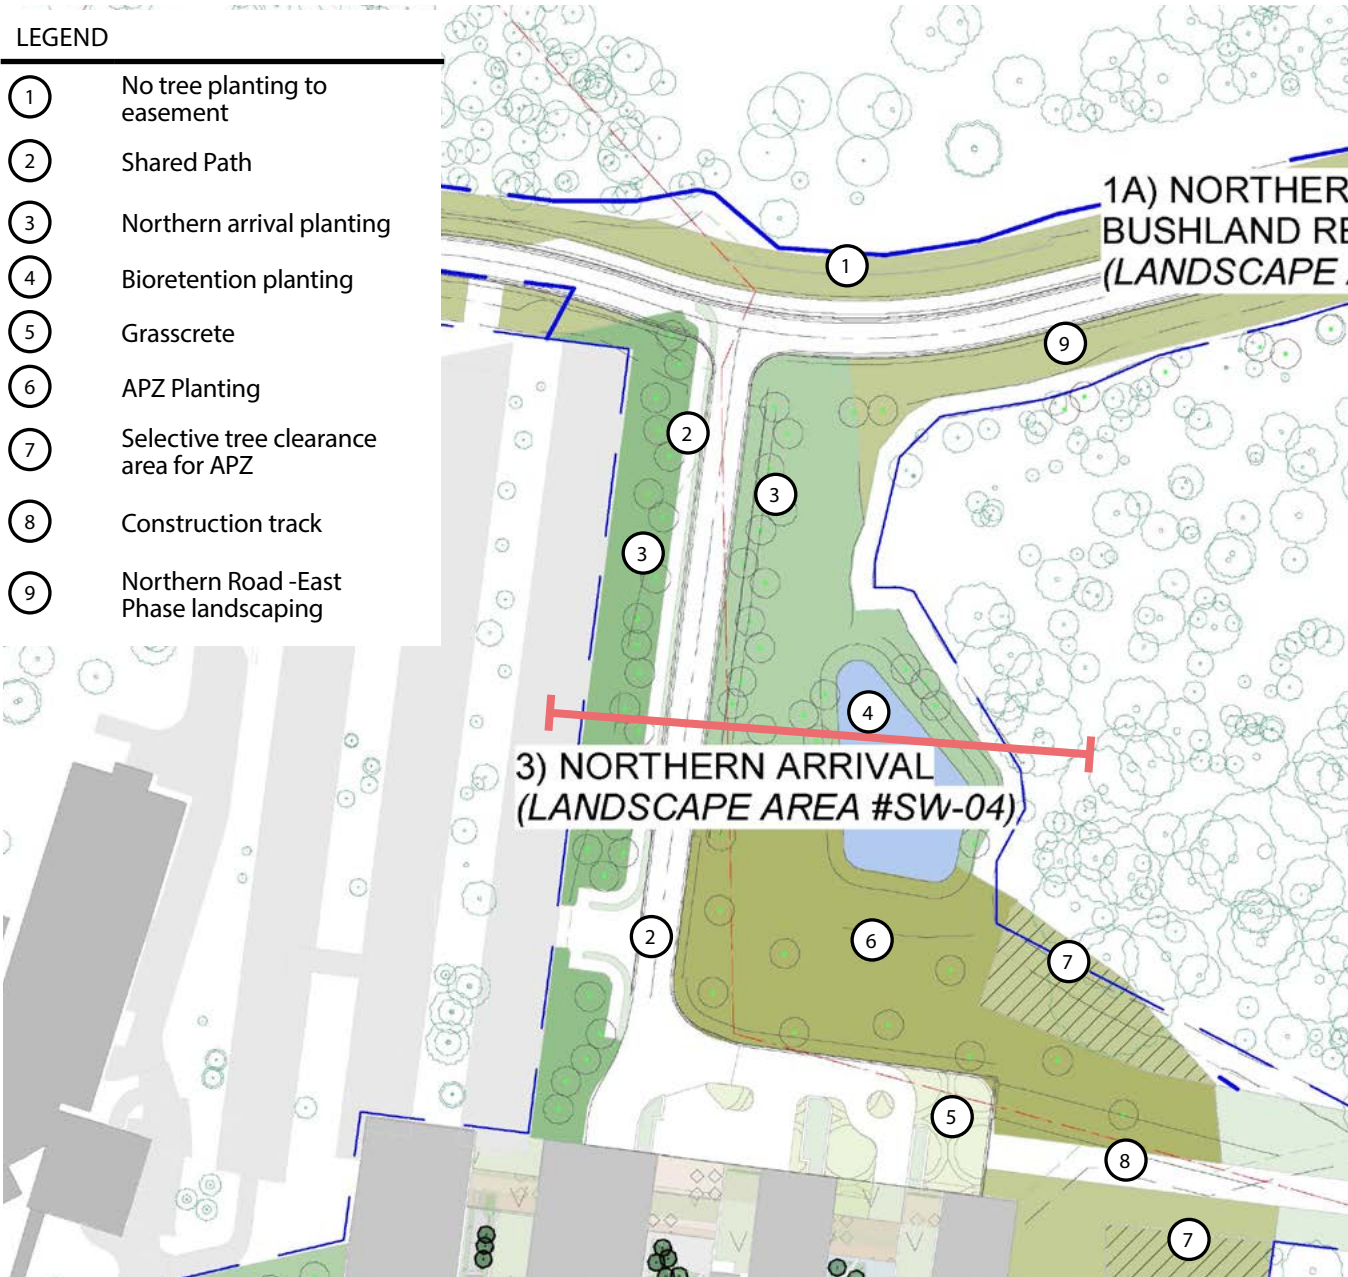 LEGEND
1 No tree planting to
easement
2 Shared Path
3 Northern arrival planting
4 Bioretention planting
5 Grasscrete
6 APZ Planting
7 Selective tree clearance
area for APZ
8 Construction track
9 Northern Road -East
Phase landscaping
1A) NORTHER
BUSHLAND RE
(LANDSCAPE
1
9
2
3
3
4
3) NORTHERN ARRIVAL
(LANDSCAPE AREA #SW-04)
2
6
7
5
8
7